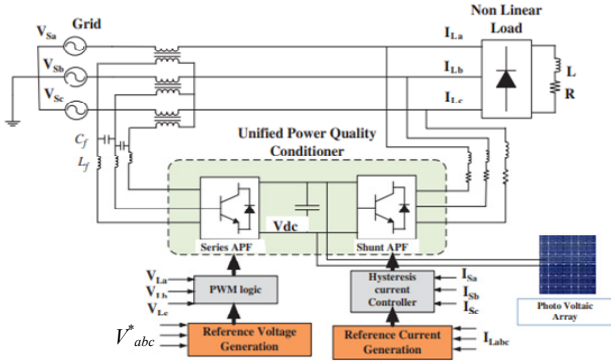 Grid
Non Linear
Load
V_Sa
V_Sb
V_Sc
I_La
I_Lb
I_Lc
L
R
C_f
L_f
Unified Power Quality
Conditioner
Vdc
Series APF
Shunt APF
V_La
V_Lb
V_Lc
PWM logic
Hysteresis
current
Controller
I_Sa
I_Sb
I_Sc
Photo Voltaic
Array
V*_abc
Reference Voltage
Generation
Reference Current
Generation
I_Labc